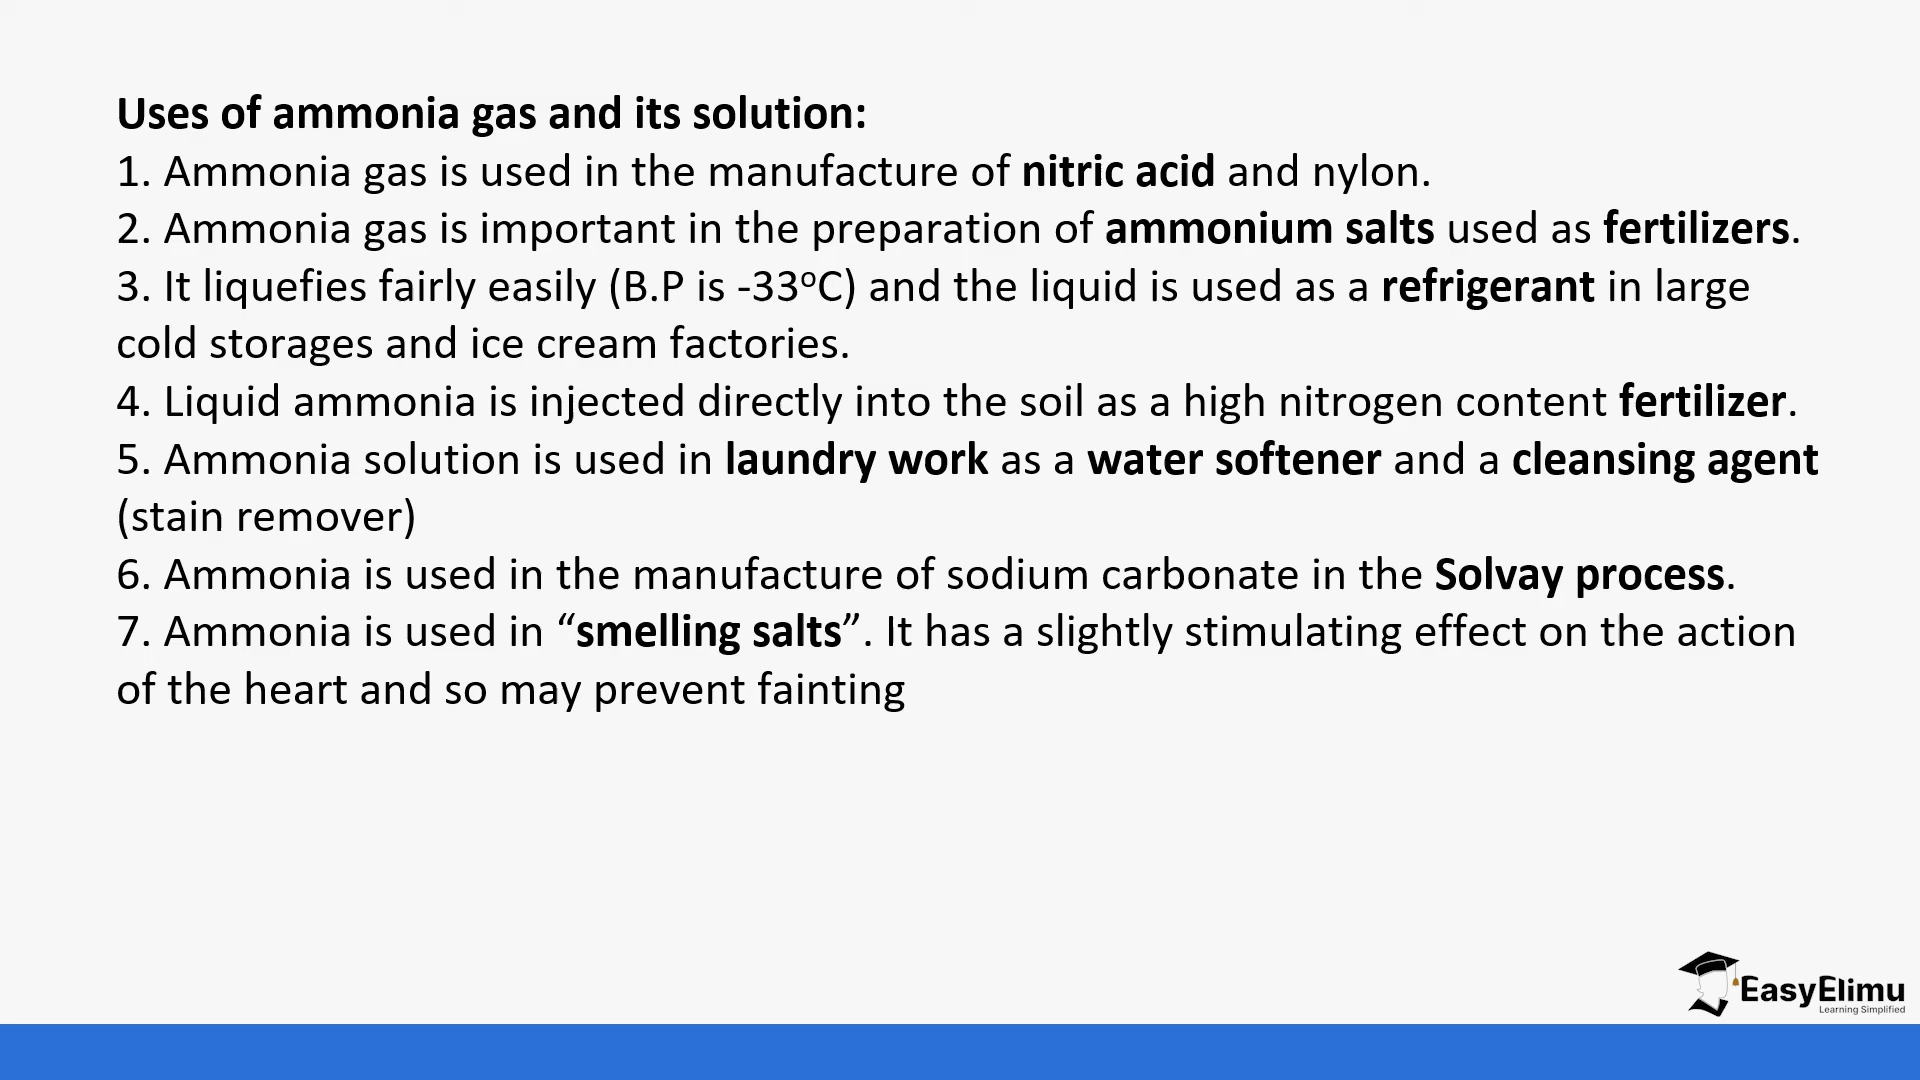 Uses of ammonia gas and its solution:
1. Ammonia gas is used in the manufacture of nitric acid and nylon.
2. Ammonia gas is important in the preparation of ammonium salts used as fertilizers.
3. It liquefies fairly easily (B.P is -33ᵒC) and the liquid is used as a refrigerant in large
cold storages and ice cream factories.
4. Liquid ammonia is injected directly into the soil as a high nitrogen content fertilizer.
5. Ammonia solution is used in laundry work as a water softener and a cleansing agent
(stain remover)
6. Ammonia is used in the manufacture of sodium carbonate in the Solvay process.
7. Ammonia is used in “smelling salts”. It has a slightly stimulating effect on the action
of the heart and so may prevent fainting
EasyElimu
Learning Simplified